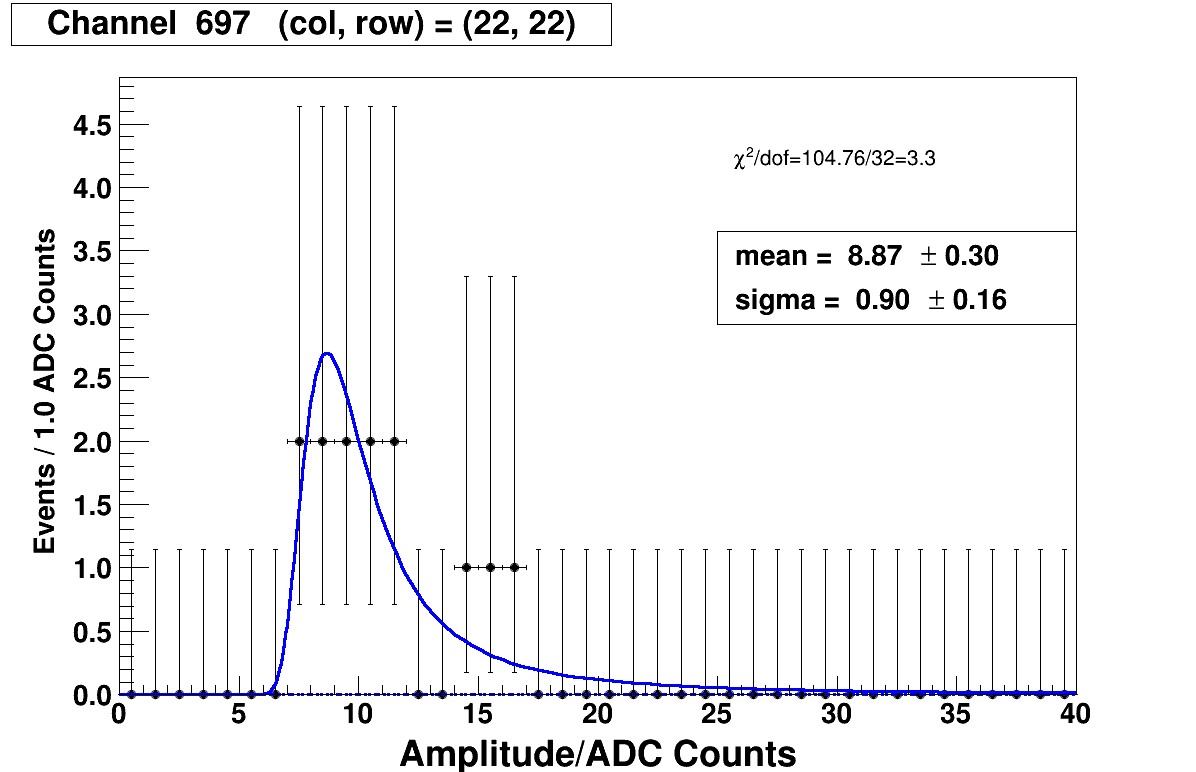 Channel 697 (col, row) = (22, 22)
χ²/dof=104.76/32=3.3
mean = 8.87 ± 0.30
sigma = 0.90 ± 0.16
Events / 1.0 ADC Counts
4.5
4.0
3.5
3.0
2.5
2.0
1.5
1.0
0.5
0.0
0 5 10 15 20 25 30 35 40
Amplitude/ADC Counts